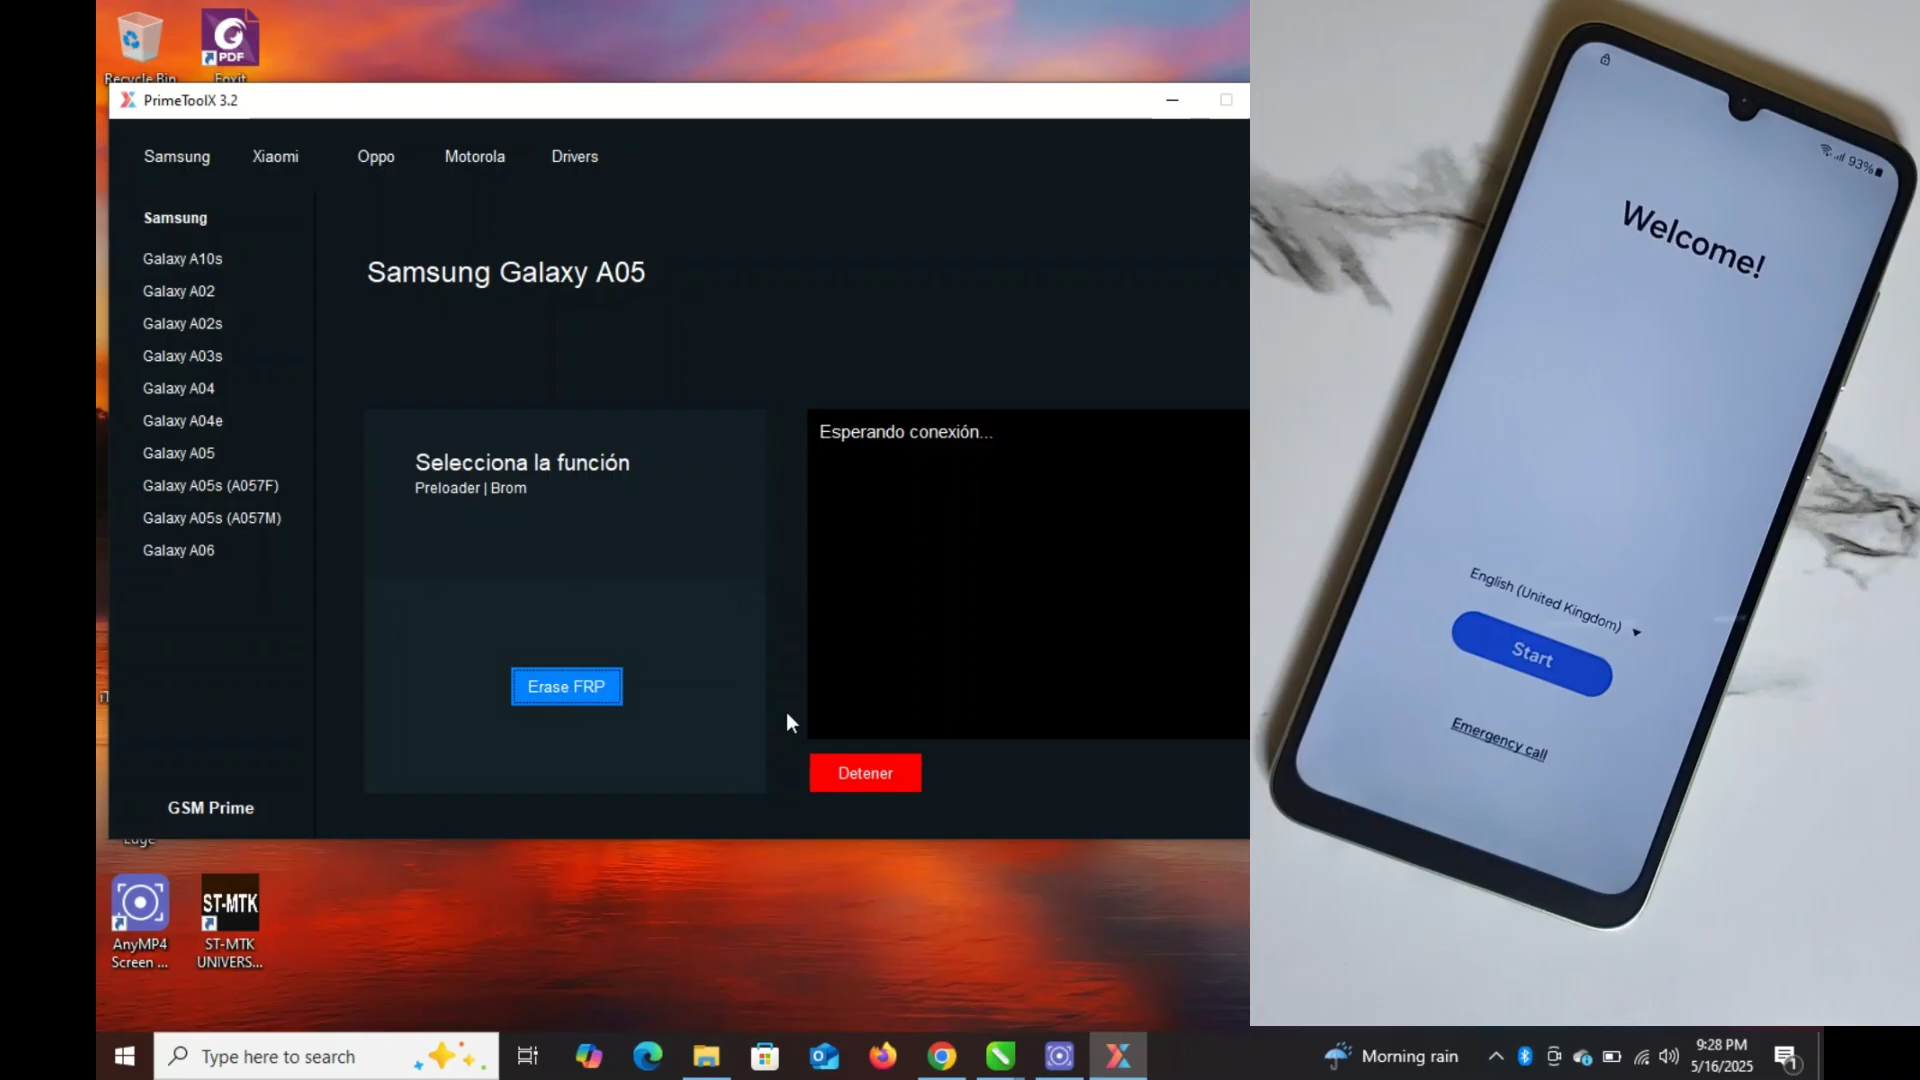 Recycle Bin
PDF
Foxit
PrimeToolX 3.2
Samsung
Xiaomi
Oppo
Motorola
Drivers
Samsung
Galaxy A10s
Galaxy A02
Galaxy A02s
Galaxy A03s
Galaxy A04
Galaxy A04e
Galaxy A05
Galaxy A05s (A057F)
Galaxy A05s (A057M)
Galaxy A06
GSM Prime
Samsung Galaxy A05
Selecciona la función
Preloader | Brom
Erase FRP
Esperando conexión...
Detener
Edge
AnyMP4
Screen ...
ST-MTK
ST-MTK
UNIVERS...
Type here to search
Morning rain
9:28 PM
5/16/2025
1
93%
Welcome!
English (United Kingdom)
Start
Emergency call